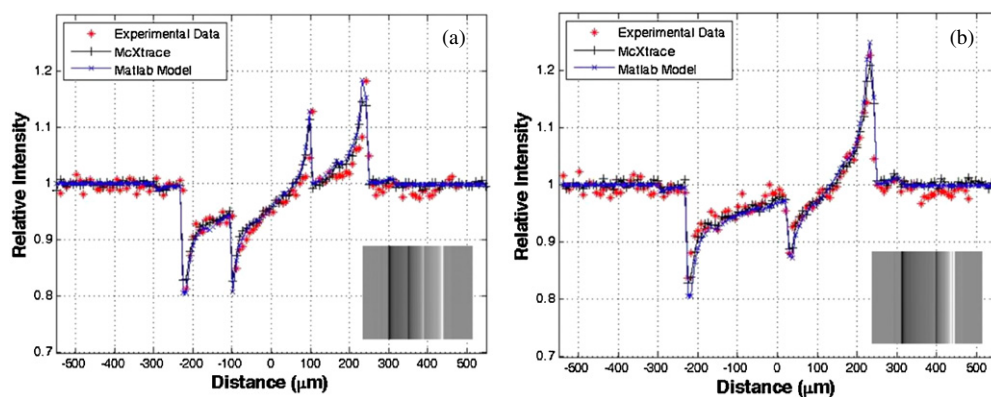 Experimental Data
McXtrace
Matlab Model
(a)
1.2
1.1
1
0.9
0.8
0.7
Relative Intensity
-500 -400 -300 -200 -100 0 100 200 300 400 500
Distance (μm)
Experimental Data
McXtrace
Matlab Model
(b)
1.2
1.1
1
0.9
0.8
0.7
Relative Intensity
-500 -400 -300 -200 -100 0 100 200 300 400 500
Distance (μm)